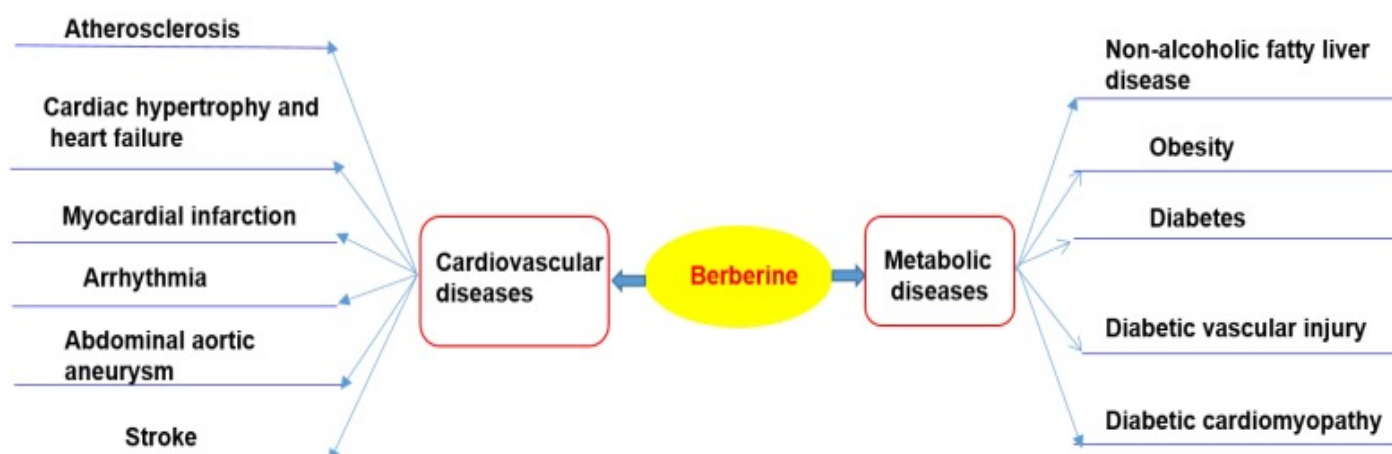 Atherosclerosis
Cardiac hypertrophy and
heart failure
Myocardial infarction
Arrhythmia
Abdominal aortic
aneurysm
Stroke
Cardiovascular
diseases
Berberine
Metabolic
diseases
Non-alcoholic fatty liver
disease
Obesity
Diabetes
Diabetic vascular injury
Diabetic cardiomyopathy